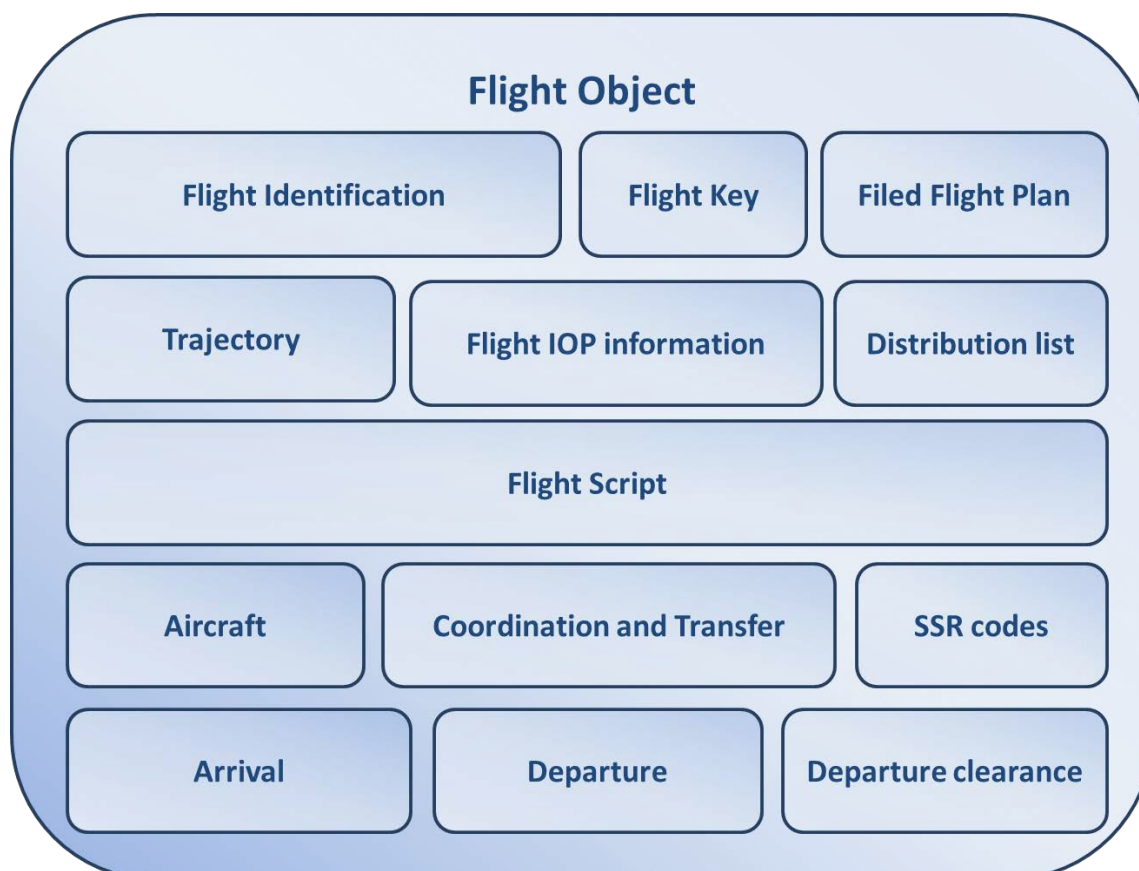 Flight Object
Flight Identification
Flight Key
Filed Flight Plan
Trajectory
Flight IOP information
Distribution list
Flight Script
Aircraft
Coordination and Transfer
SSR codes
Arrival
Departure
Departure clearance